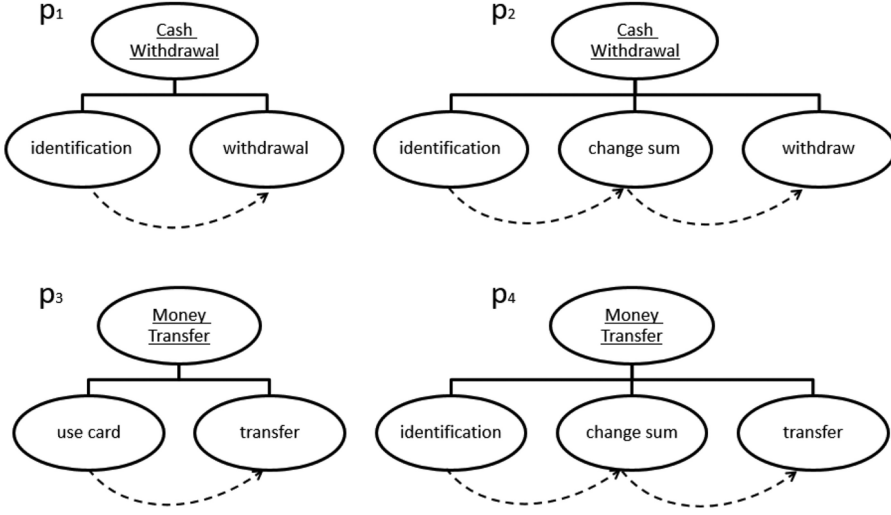 p1
Cash
Withdrawal
identification
withdrawal
p2
Cash
Withdrawal
identification
change sum
withdraw
p3
Money
Transfer
use card
transfer
p4
Money
Transfer
identification
change sum
transfer